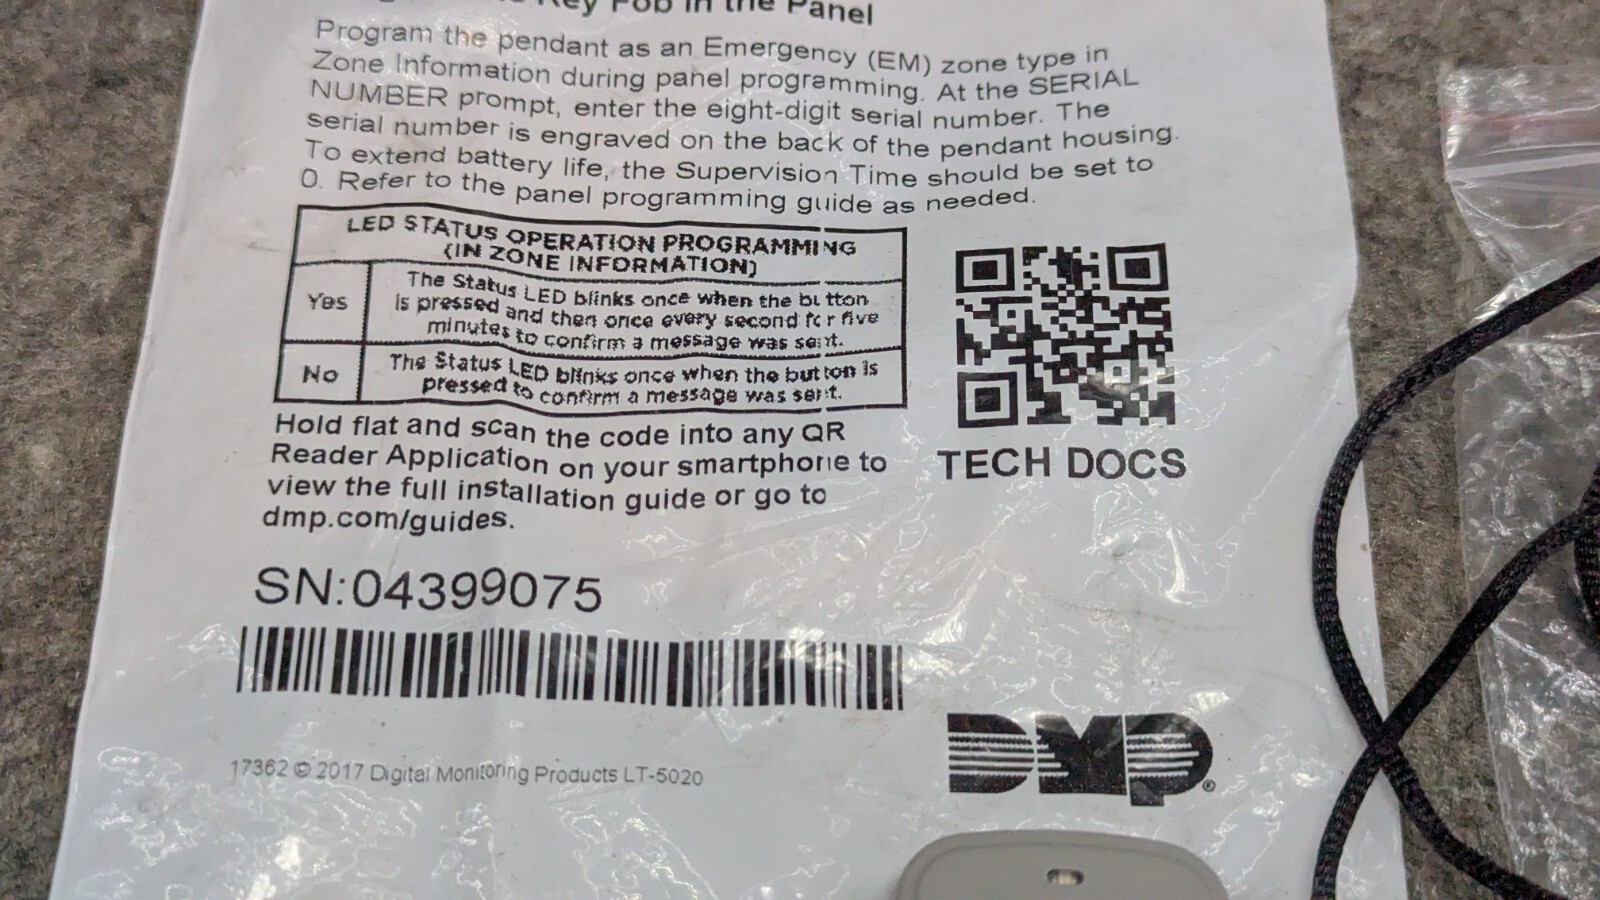 Key Fob in the Panel
Program the pendant as an Emergency (EM) zone type in
Zone Information during panel programming. At the SERIAL
NUMBER prompt, enter the eight-digit serial number. The
serial number is engraved on the back of the pendant housing.
To extend battery life, the Supervision Time should be set to
0. Refer to the panel programming guide as needed.
LED STATUS OPERATION PROGRAMMING
(IN ZONE INFORMATION)
Yes
The Status LED blinks once when the button
is pressed and then once every second for five
minutes to confirm a message was sent.
No
The Status LED blinks once when the button is
pressed to confirm a message was sent.
Hold flat and scan the code into any QR
Reader Application on your smartphone to
view the full installation guide or go to
dmp.com/guides.
TECH DOCS
SN:04399075
17362 © 2017 Digital Monitoring Products LT-5020
DMP®